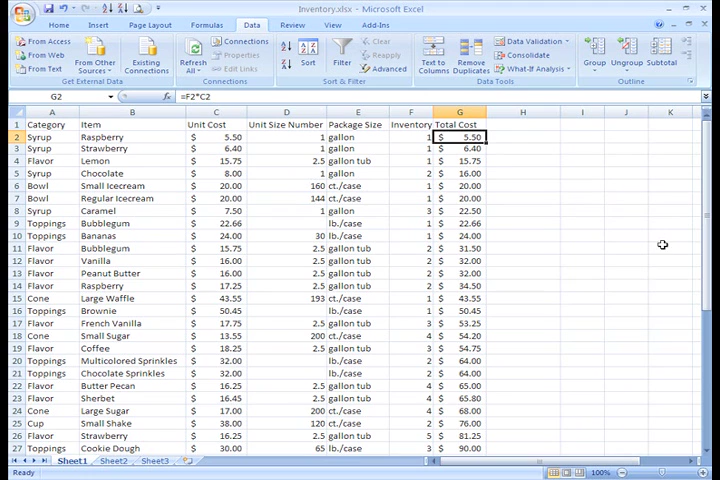 Inventory.xlsx - Microsoft Excel
Home Insert Page Layout Formulas Data Review View Add-Ins
From Access From Web From Text From Other Sources Existing Connections Refresh All Connections Properties Edit Links Sort Filter Clear Reapply Advanced Text to Columns Remove Duplicates Data Validation Consolidate What-If Analysis Group Ungroup Subtotal
Get External Data Connections Sort & Filter Data Tools Outline
G2 =F2*C2
A B C D E F G H I J K
1 Category Item Unit Cost Unit Size Number Package Size Inventory Total Cost
2 Syrup Raspberry $ 5.50 1 gallon 1 $ 5.50
3 Syrup Strawberry $ 6.40 1 gallon 1 $ 6.40
4 Flavor Lemon $ 15.75 2.5 gallon tub 1 $ 15.75
5 Syrup Chocolate $ 8.00 1 gallon 2 $ 16.00
6 Bowl Small Icecream $ 20.00 160 ct./case 1 $ 20.00
7 Bowl Regular Icecream $ 20.00 144 ct./case 1 $ 20.00
8 Syrup Caramel $ 7.50 1 gallon 3 $ 22.50
9 Toppings Bubblegum $ 22.66 lb./case 1 $ 22.66
10 Toppings Bananas $ 24.00 30 lb./case 1 $ 24.00
11 Flavor Bubblegum $ 15.75 2.5 gallon tub 2 $ 31.50
12 Flavor Vanilla $ 16.00 2.5 gallon tub 2 $ 32.00
13 Flavor Peanut Butter $ 16.00 2.5 gallon tub 2 $ 32.00
14 Flavor Raspberry $ 17.25 2.5 gallon tub 2 $ 34.50
15 Cone Large Waffle $ 43.55 193 ct./case 1 $ 43.55
16 Toppings Brownie $ 50.45 lb./case 1 $ 50.45
17 Flavor French Vanilla $ 17.75 2.5 gallon tub 3 $ 53.25
18 Cone Small Sugar $ 13.55 200 ct./case 4 $ 54.20
19 Flavor Coffee $ 18.25 2.5 gallon tub 3 $ 54.75
20 Toppings Multicolored Sprinkles $ 32.00 lb./case 2 $ 64.00
21 Toppings Chocolate Sprinkles $ 32.00 lb./case 2 $ 64.00
22 Flavor Butter Pecan $ 16.25 2.5 gallon tub 4 $ 65.00
23 Flavor Sherbet $ 16.45 2.5 gallon tub 4 $ 65.80
24 Cone Large Sugar $ 17.00 200 ct./case 4 $ 68.00
25 Cup Small Shake $ 38.00 120 ct./case 2 $ 76.00
26 Flavor Strawberry $ 16.25 2.5 gallon tub 5 $ 81.25
27 Toppings Cookie Dough $ 30.00 65 lb./case 3 $ 90.00
Sheet1 Sheet2 Sheet3
Ready 100%